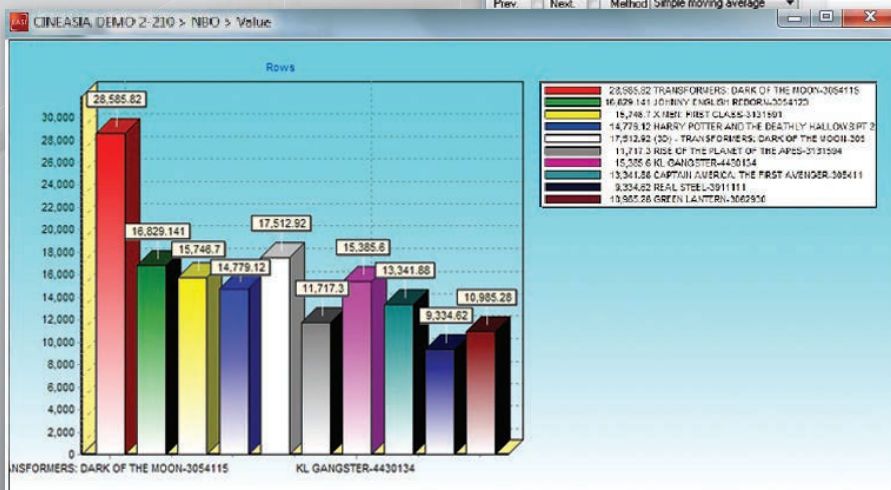 Prev. Next. Method Simple moving average
EASI CINEASIA DEMO 2-210 > NBO > Value
Rows
28,585.82
16,829.141
15,746.7
14,779.12
17,512.92
11,717.3
15,385.6
13,341.88
9,334.62
10,985.28
30,000
28,000
26,000
24,000
22,000
20,000
18,000
16,000
14,000
12,000
10,000
8,000
6,000
4,000
2,000
0
NSFORMERS: DARK OF THE MOON-3054115
KL GANGSTER-4430134
28,585.82 TRANSFORMERS: DARK OF THE MOON-3054115
16,829.141 JOHNNY ENGLISH REBORN-3054123
15,746.7 X MEN: FIRST CLASS-3131591
14,779.12 HARRY POTTER AND THE DEATHLY HALLOWS PT 2
17,512.92 (3D) - TRANSFORMERS: DARK OF THE MOON-305
11,717.3 RISE OF THE PLANET OF THE APES-3131594
15,385.6 KL GANGSTER-4430134
13,341.88 CAPTAIN AMERICA: THE FIRST AVENGER-305411
9,334.62 REAL STEEL-3911111
10,985.28 GREEN LANTERN-3062930